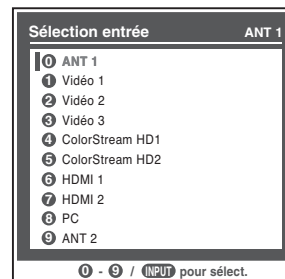 Sélection entrée ANT 1
0 ANT 1
1 Vidéo 1
2 Vidéo 2
3 Vidéo 3
4 ColorStream HD1
5 ColorStream HD2
6 HDMI 1
7 HDMI 2
8 PC
9 ANT 2
0 - 9 / INPUT pour sélect.